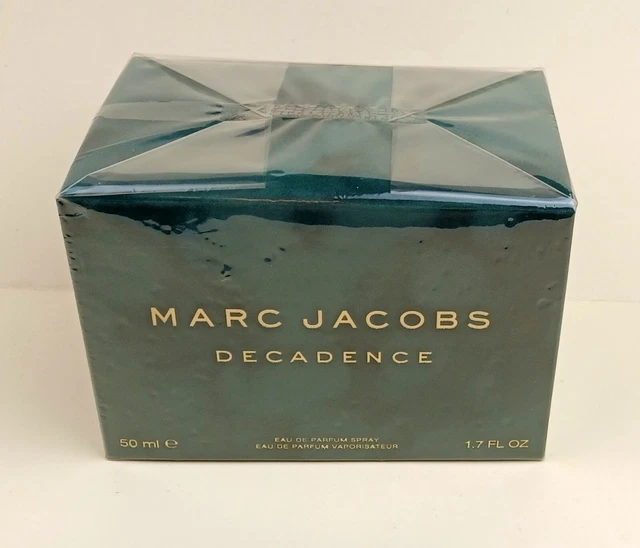 MARC JACOBS
DECADENCE
50 ml ℮
EAU DE PARFUM SPRAY
EAU DE PARFUM VAPORISATEUR
1.7 FL OZ